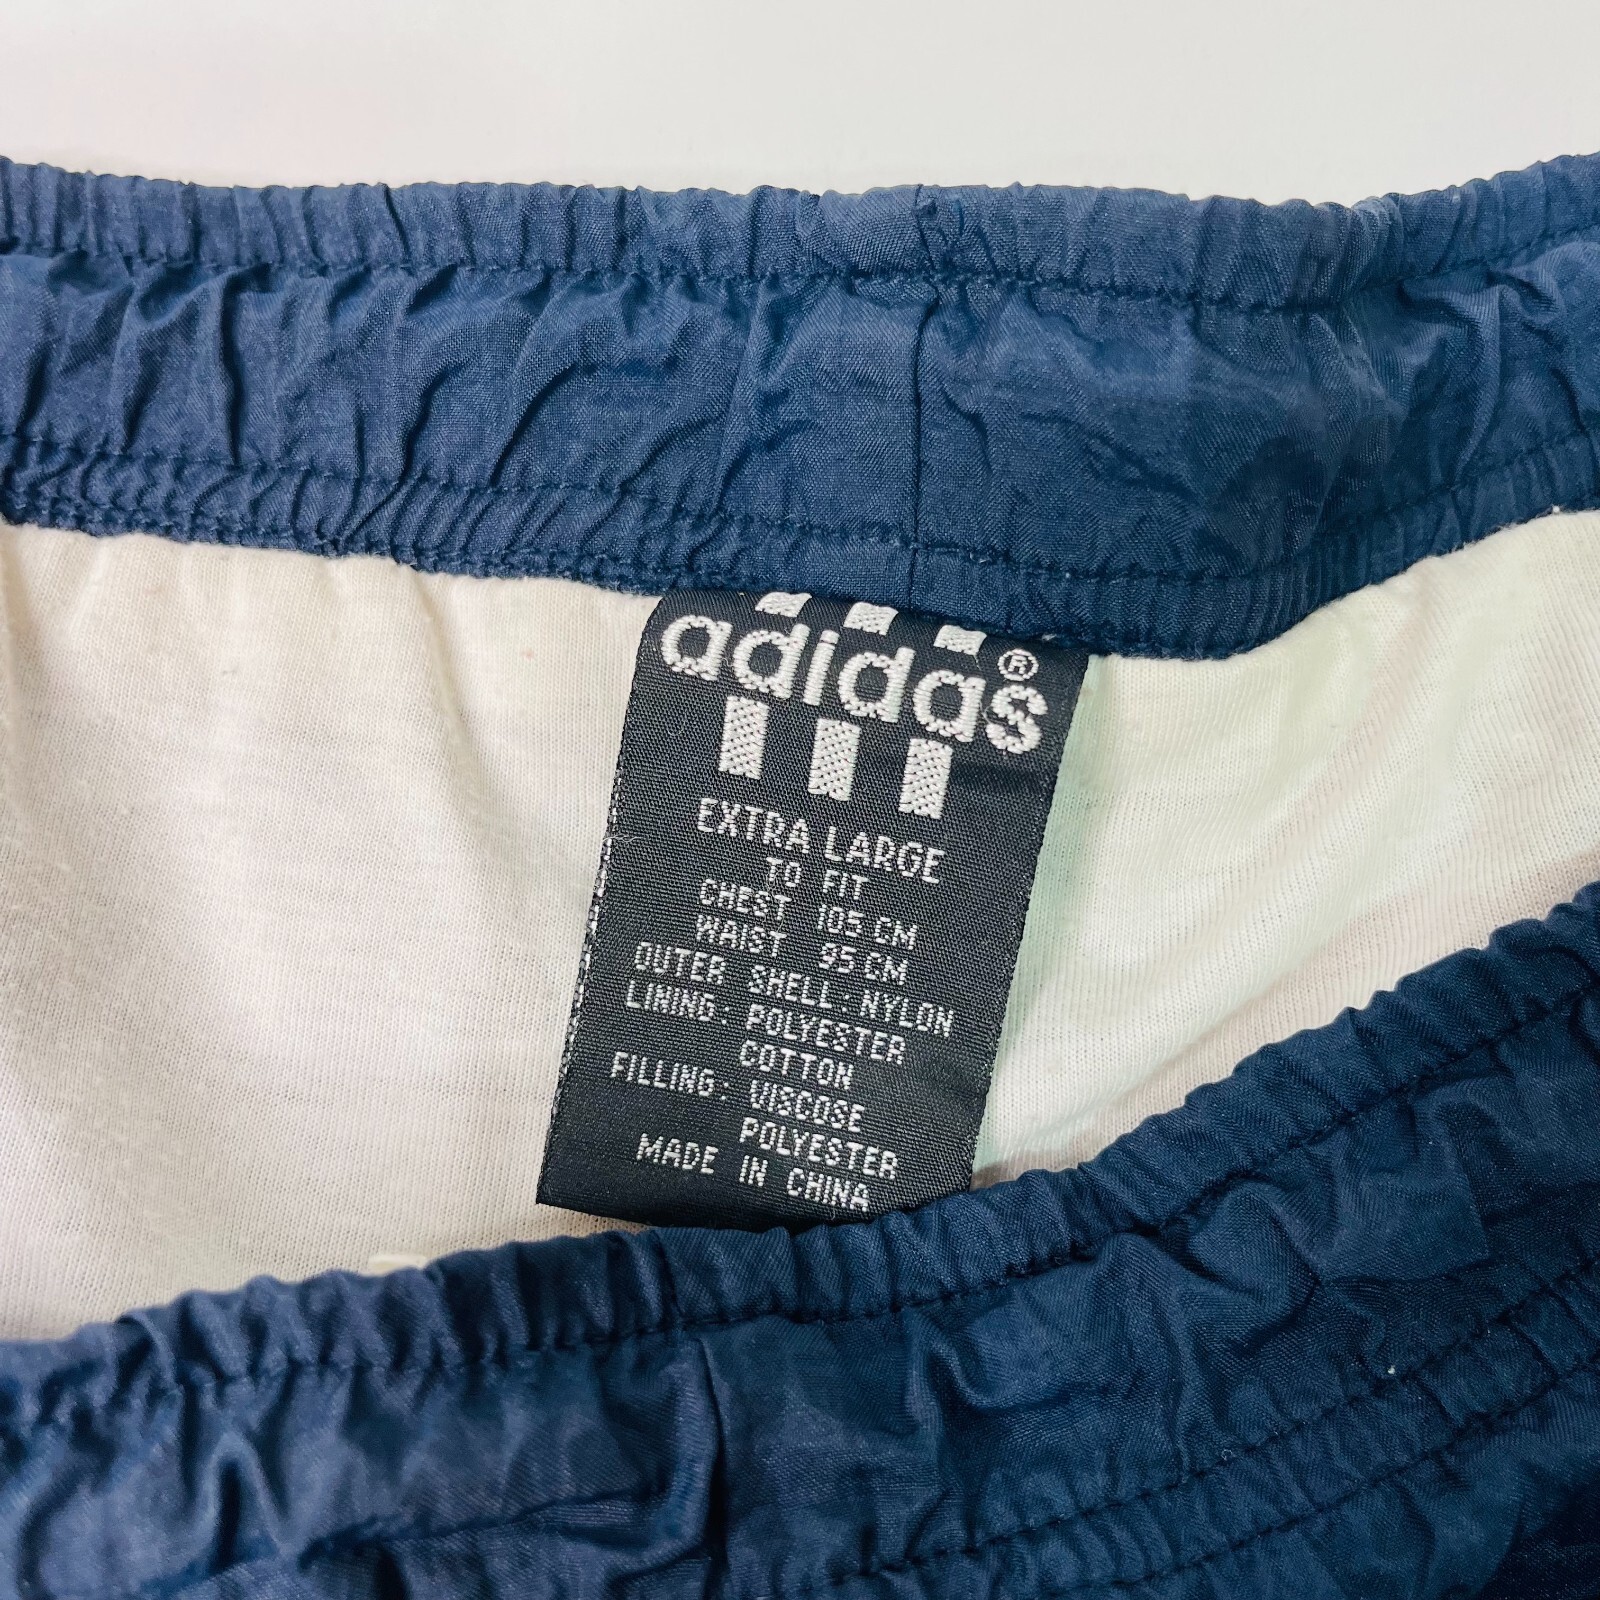 adidas®
EXTRA LARGE
TO FIT
CHEST 105 CM
WAIST 95 CM
OUTER SHELL: NYLON
LINING: POLYESTER
COTTON
FILLING: VISCOSE
POLYESTER
MADE IN CHINA